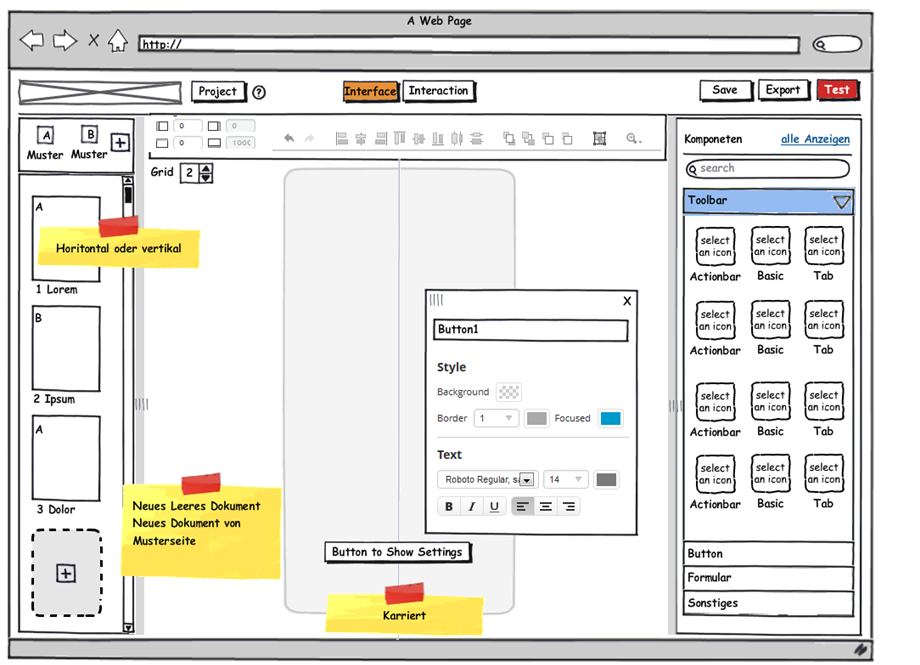 A Web Page
http://
Project
?
Interface
Interaction
Save
Export
Test
A
B
Muster
Muster
0
0
0
1000
Grid
2
Komponeten
alle Anzeigen
search
Toolbar
A
Horitontal oder vertikal
1 Lorem
B
2 Ipsum
A
3 Dolor
select an icon
select an icon
select an icon
Actionbar
Basic
Tab
select an icon
select an icon
select an icon
Actionbar
Basic
Tab
select an icon
select an icon
select an icon
Actionbar
Basic
Tab
select an icon
select an icon
select an icon
Actionbar
Basic
Tab
Button
Formular
Sonstiges
X
Button1
Style
Background
Border
1
Focused
Text
Roboto Regular, sa
14
B I U
Neues Leeres Dokument
Neues Dokument von
Musterseite
Button to Show Settings
Karriert